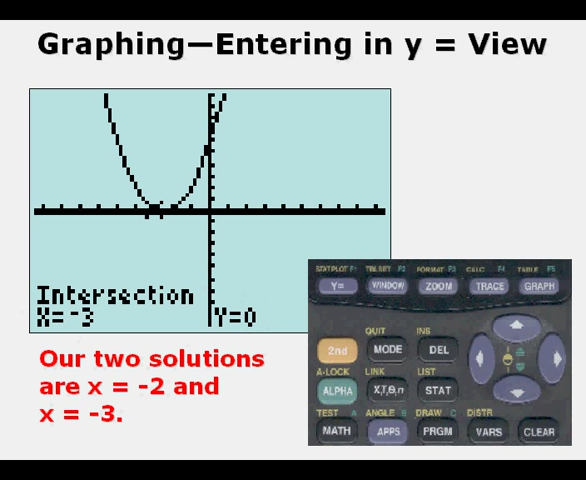 Graphing—Entering in y = View
Intersection
X=-3 Y=0
Our two solutions
are x = -2 and
x = -3.
STATPLOT F1 TBLSET F2 FORMAT F3 CALC F4 TABLE F5
Y= WINDOW ZOOM TRACE GRAPH
QUIT INS
2nd MODE DEL
A-LOCK LINK LIST
ALPHA X,T,Θ,n STAT
TEST A ANGLE B DRAW C DISTR
MATH APPS PRGM VARS CLEAR